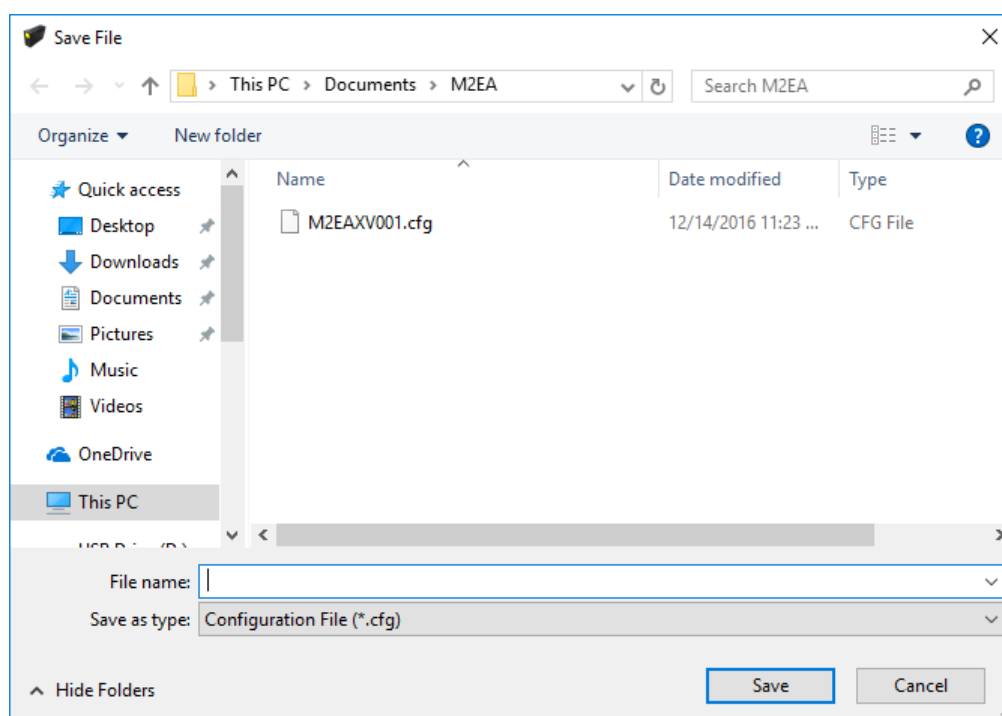 Save File
This PC > Documents > M2EA
Search M2EA
Organize
New folder
?
Quick access
Desktop
Downloads
Documents
Pictures
Music
Videos
OneDrive
This PC
Name
Date modified
Type
M2EAXV001.cfg
12/14/2016 11:23 ...
CFG File
File name:
Save as type: Configuration File (*.cfg)
Hide Folders
Save
Cancel